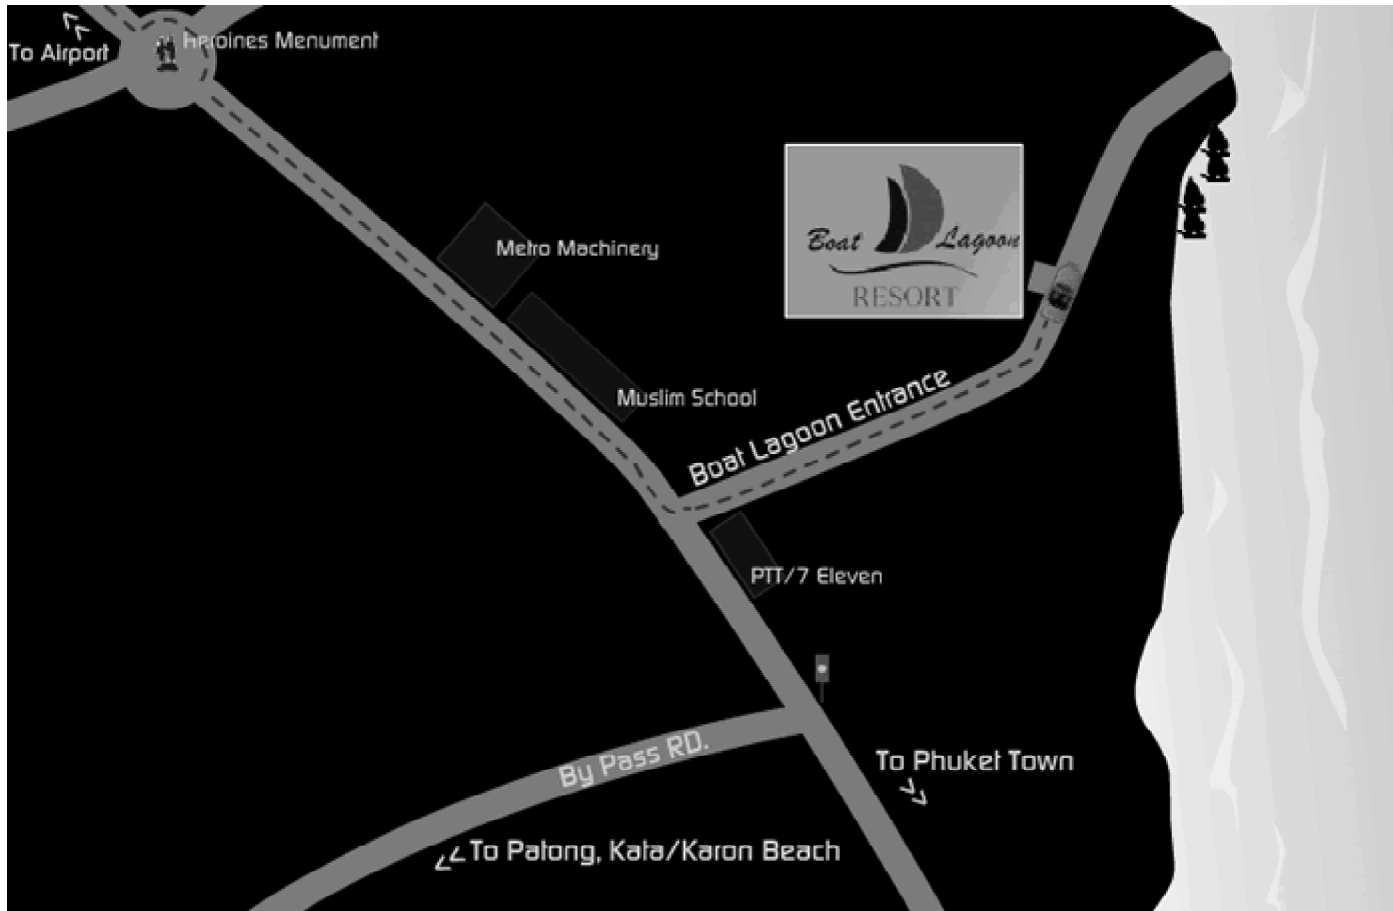 Heroines Menument
To Airport
Metro Machinery
Boat Lagoon
RESORT
Muslim School
Boat Lagoon Entrance
PTT/7 Eleven
By Pass RD.
To Phuket Town
To Patong, Kata/Karon Beach